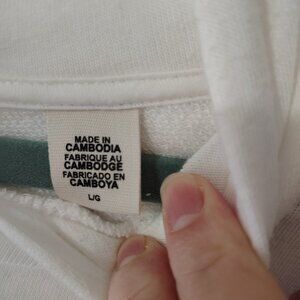 MADE IN
CAMBODIA
FABRIQUE AU
CAMBODGE
FABRICADO EN
CAMBOYA
L/G